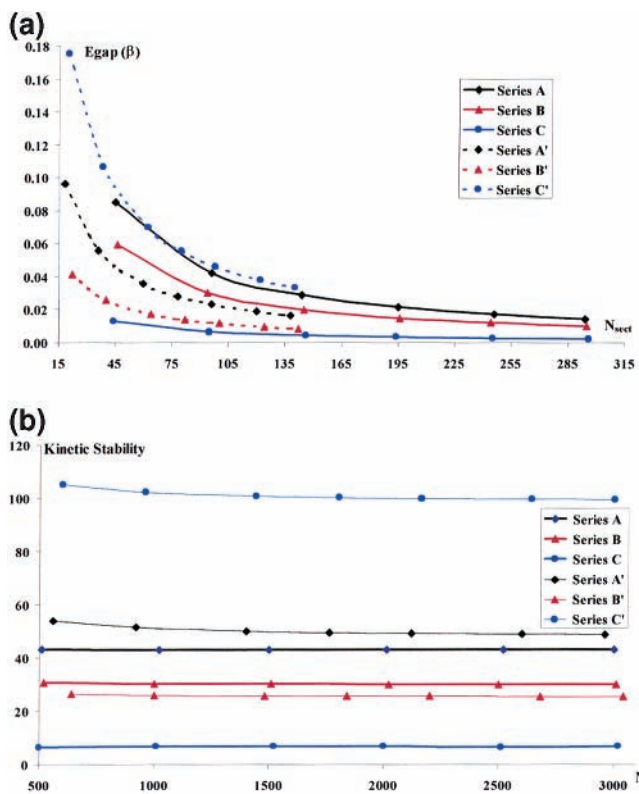 (a)
Egap (β)
0.18
0.16
0.14
0.12
0.10
0.08
0.06
0.04
0.02
0.00
Series A
Series B
Series C
Series A'
Series B'
Series C'
Nsect
15 45 75 105 135 165 195 225 255 285 315
(b)
120
Kinetic Stability
100
80
60
40
20
0
Series A
Series B
Series C
Series A'
Series B'
Series C'
500 1000 1500 2000 2500 3000 N